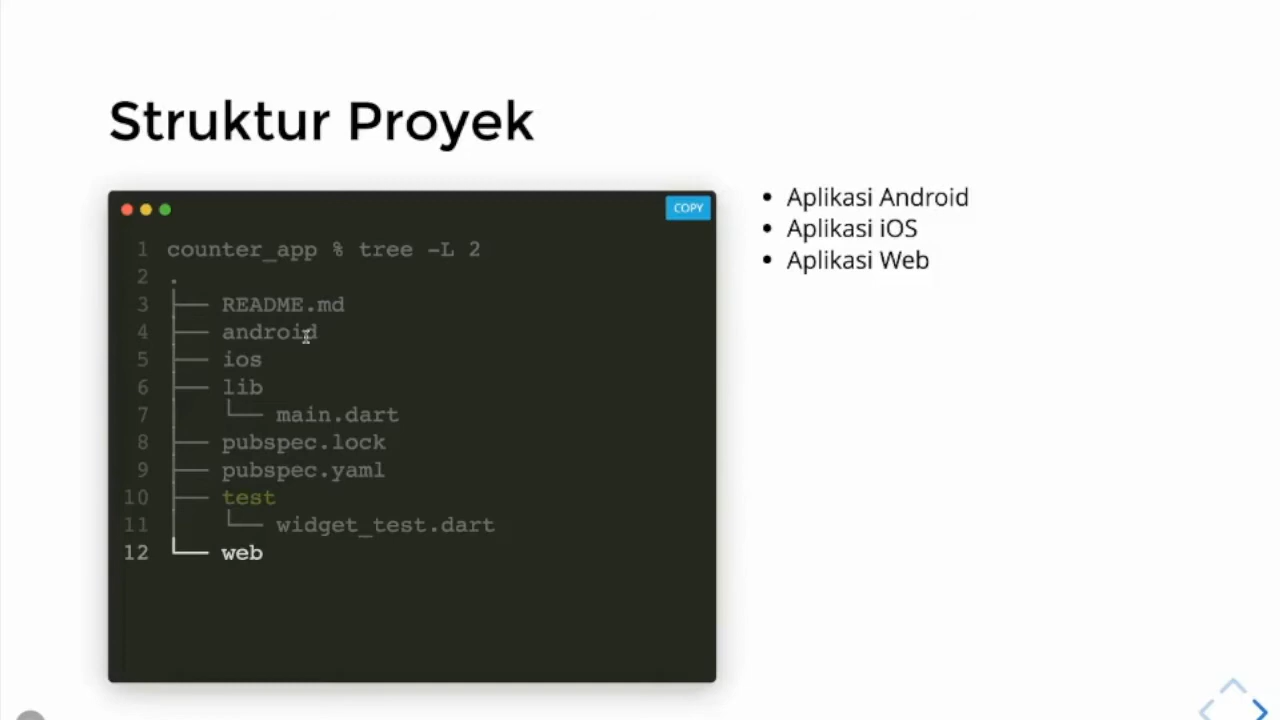 Struktur Proyek
COPY
1 counter_app % tree -L 2
2 .
3 ├── README.md
4 ├── android
5 ├── ios
6 ├── lib
7 │   └── main.dart
8 ├── pubspec.lock
9 ├── pubspec.yaml
10 ├── test
11 │   └── widget_test.dart
12 └── web
• Aplikasi Android
• Aplikasi iOS
• Aplikasi Web